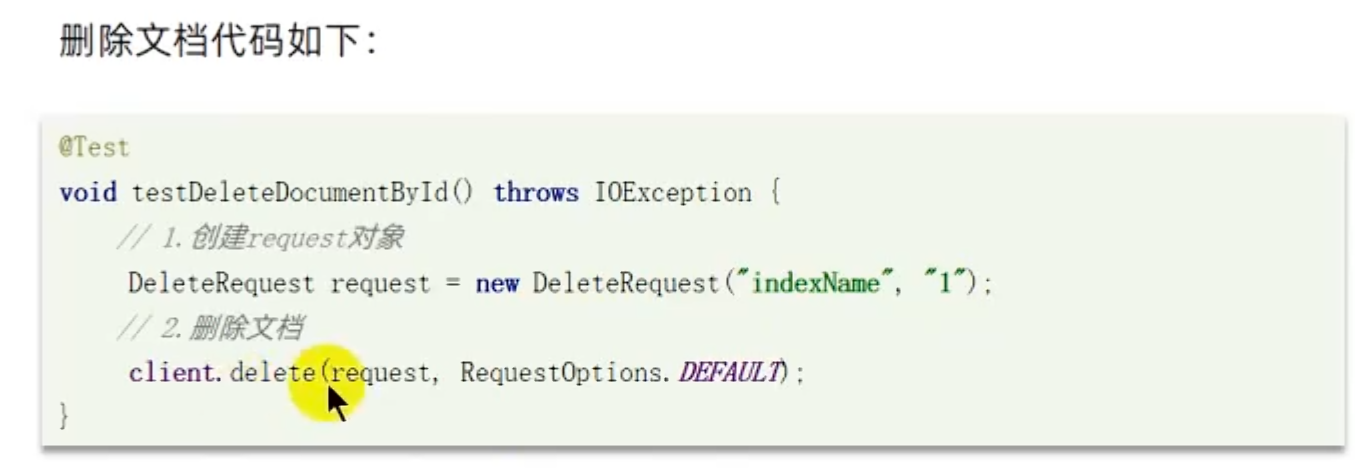 删除文档代码如下：
@Test
void testDeleteDocumentById() throws IOException {
// 1.创建request对象
DeleteRequest request = new DeleteRequest("indexName", "1");
// 2.删除文档
client.delete(request, RequestOptions.DEFAULT);
}